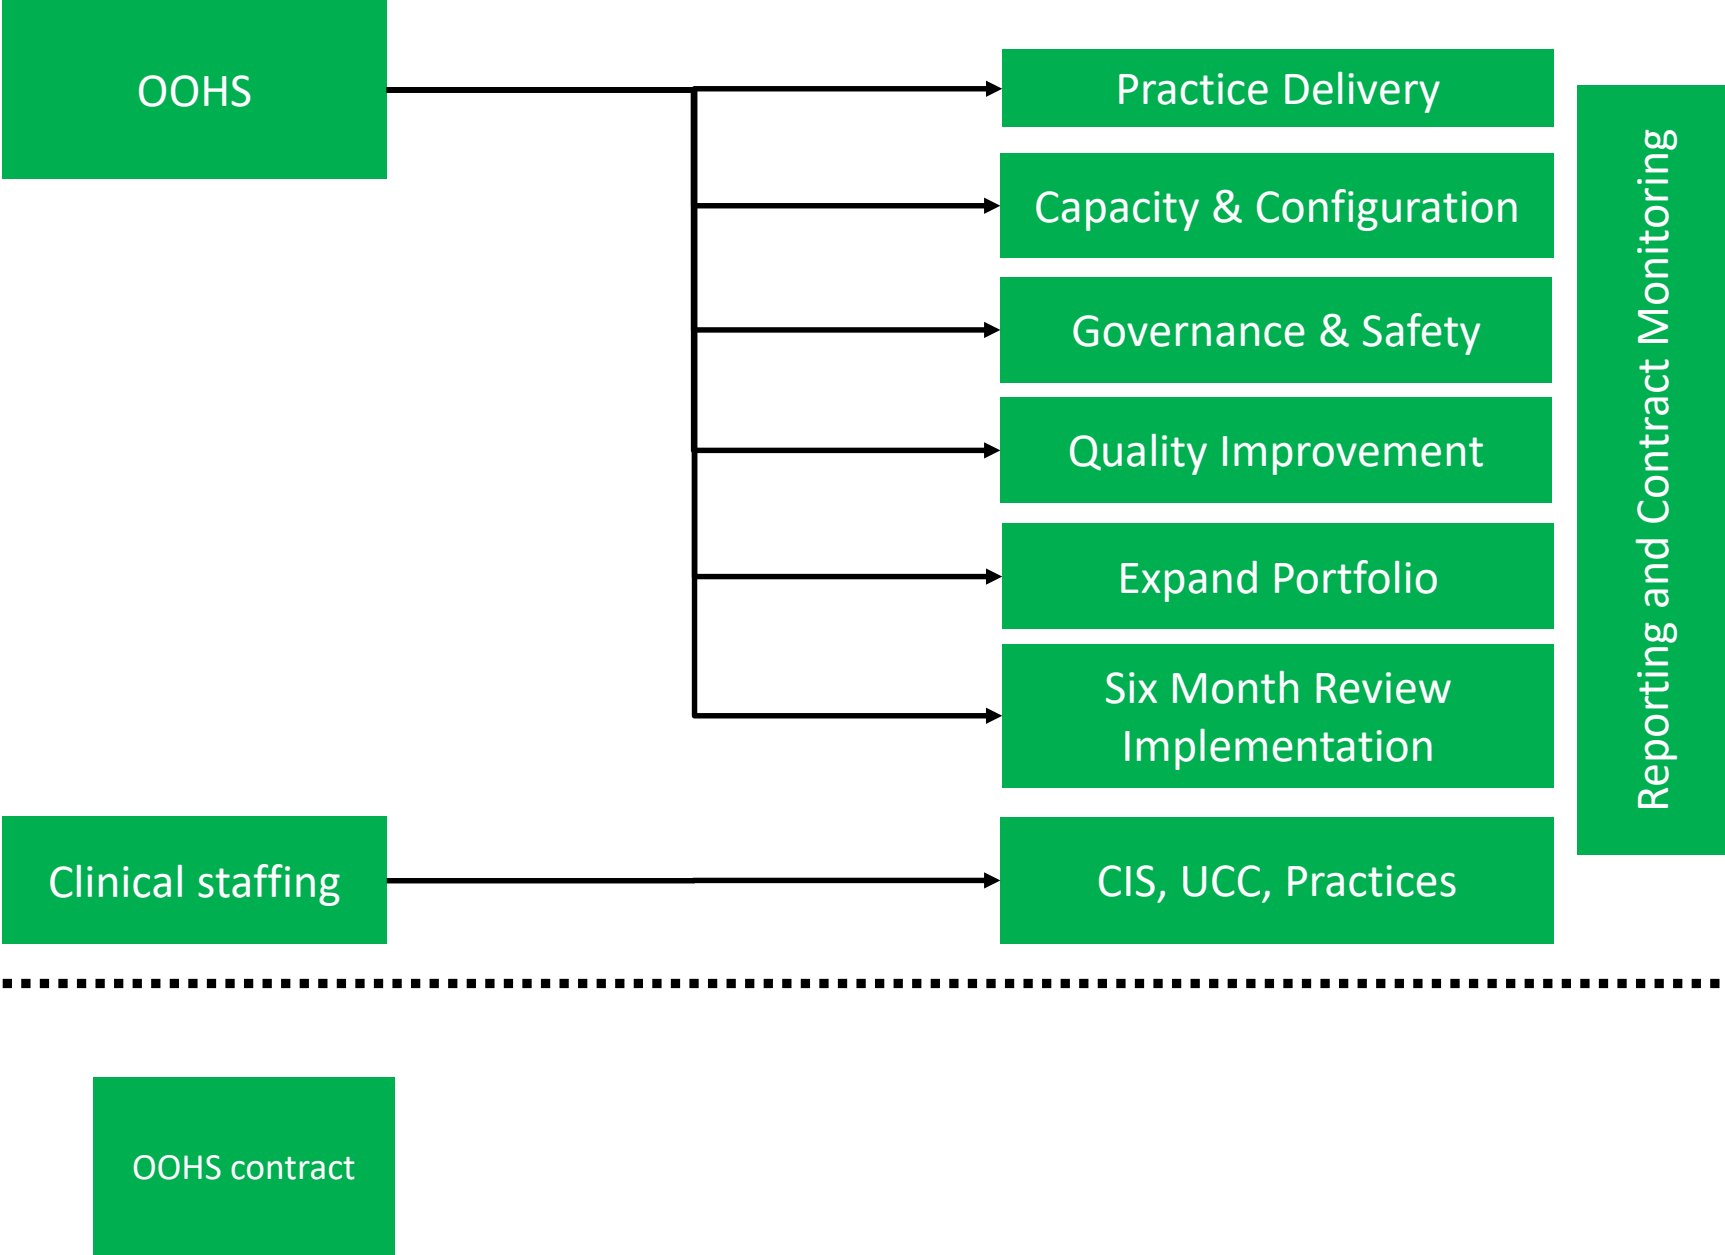 OOHS
Practice Delivery
Capacity & Configuration
Governance & Safety
Quality Improvement
Expand Portfolio
Six Month Review
Implementation
Reporting and Contract Monitoring
Clinical staffing
CIS, UCC, Practices
OOHS contract